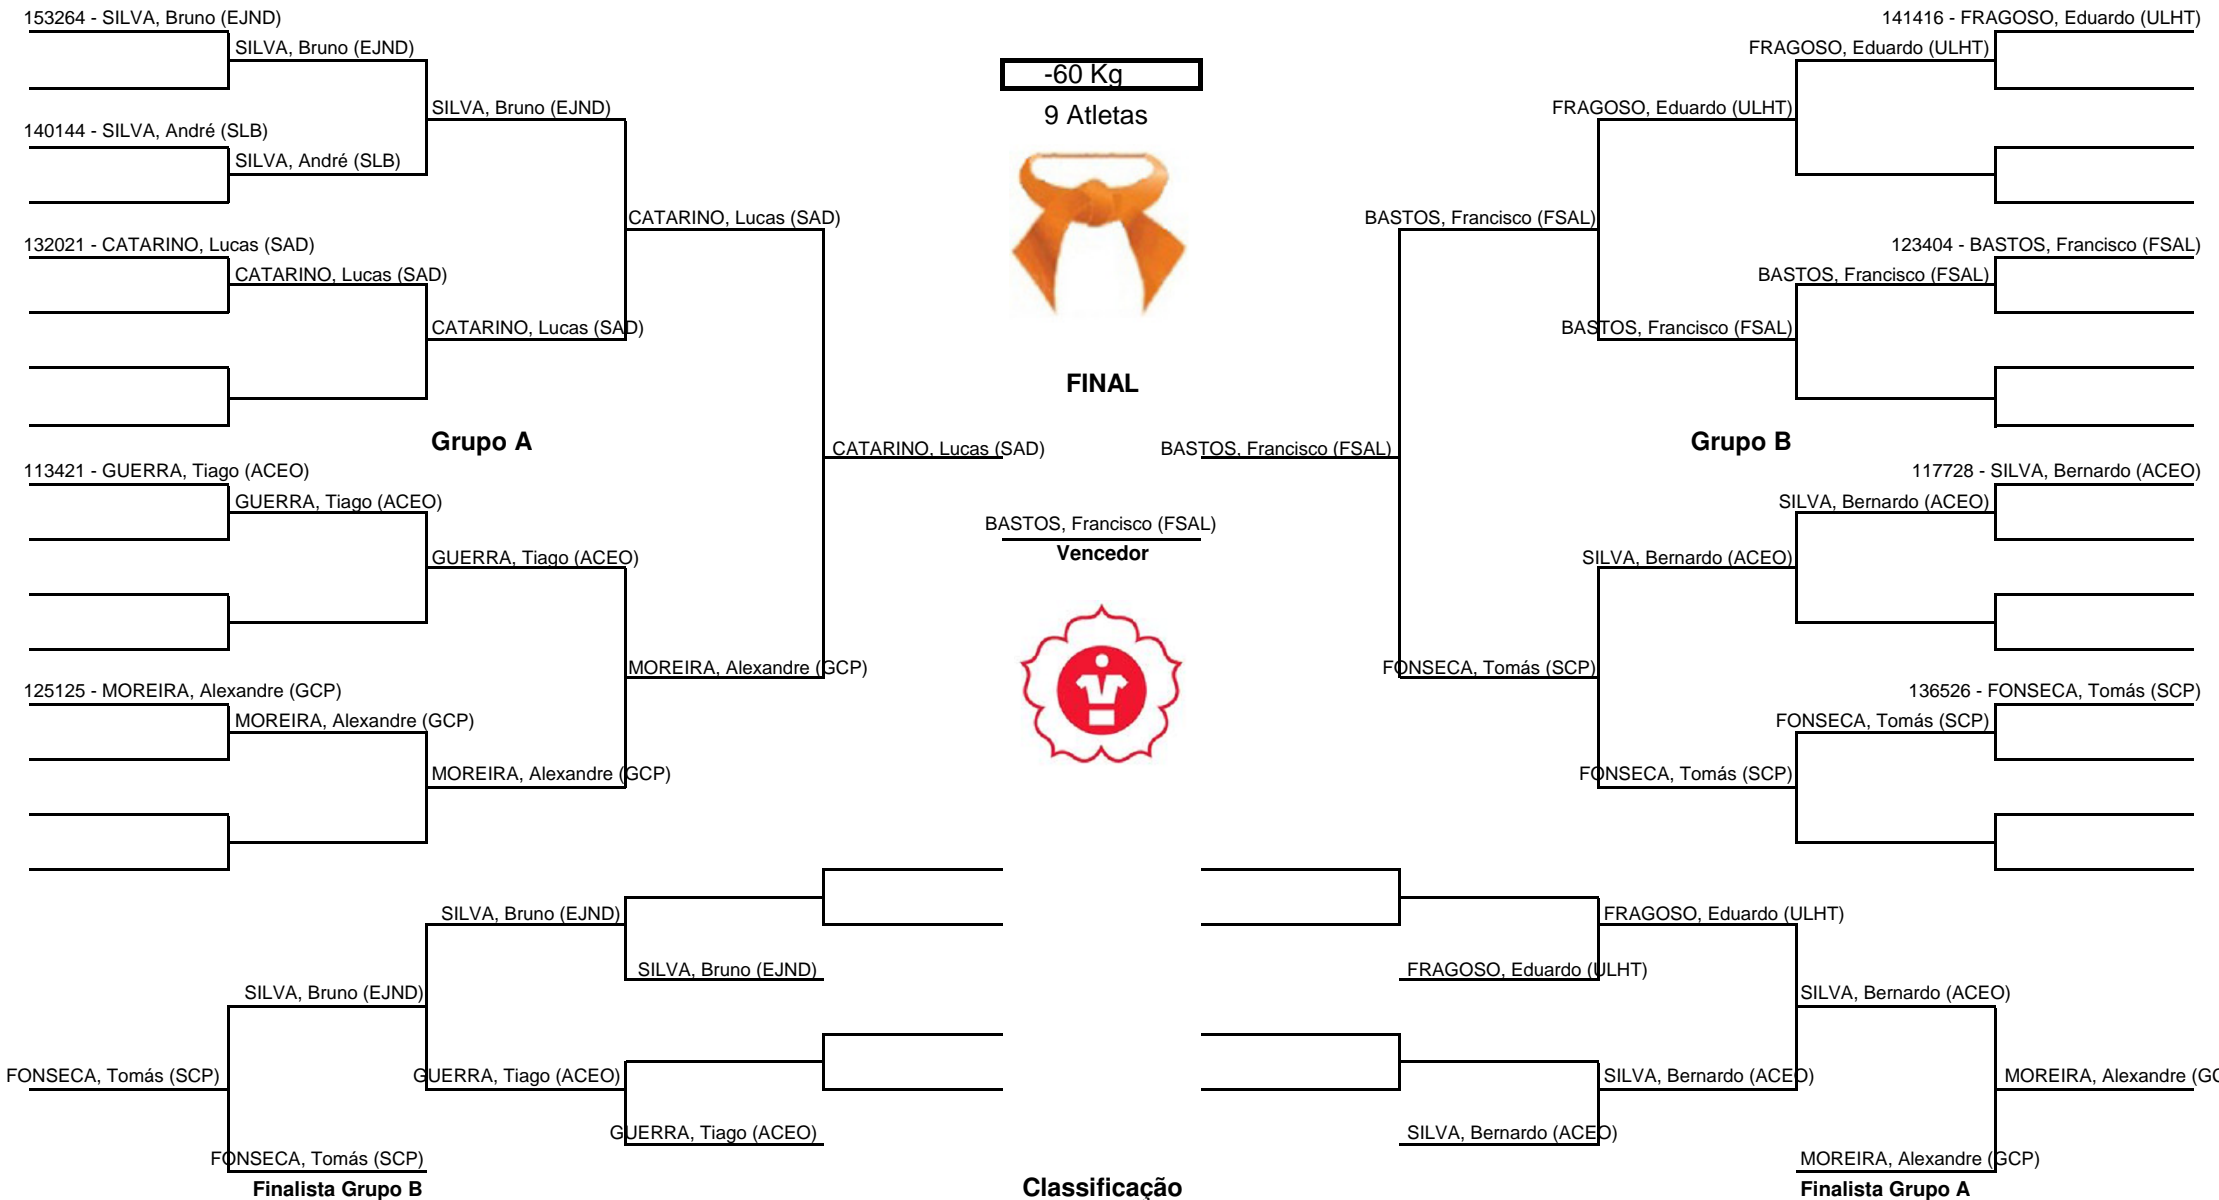 153264 - SILVA, Bruno (EJND)
SILVA, Bruno (EJND)
SILVA, Bruno (EJND)
140144 - SILVA, André (SLB)
SILVA, André (SLB)
CATARINO, Lucas (SAD)
132021 - CATARINO, Lucas (SAD)
CATARINO, Lucas (SAD)
CATARINO, Lucas (SAD)
Grupo A
CATARINO, Lucas (SAD)
113421 - GUERRA, Tiago (ACEO)
GUERRA, Tiago (ACEO)
GUERRA, Tiago (ACEO)
MOREIRA, Alexandre (GCP)
125125 - MOREIRA, Alexandre (GCP)
MOREIRA, Alexandre (GCP)
MOREIRA, Alexandre (GCP)
-60 Kg
9 Atletas
FINAL
BASTOS, Francisco (FSAL)
Vencedor
141416 - FRAGOSO, Eduardo (ULHT)
FRAGOSO, Eduardo (ULHT)
FRAGOSO, Eduardo (ULHT)
BASTOS, Francisco (FSAL)
123404 - BASTOS, Francisco (FSAL)
BASTOS, Francisco (FSAL)
BASTOS, Francisco (FSAL)
Grupo B
BASTOS, Francisco (FSAL)
117728 - SILVA, Bernardo (ACEO)
SILVA, Bernardo (ACEO)
SILVA, Bernardo (ACEO)
FONSECA, Tomás (SCP)
136526 - FONSECA, Tomás (SCP)
FONSECA, Tomás (SCP)
FONSECA, Tomás (SCP)
SILVA, Bruno (EJND)
SILVA, Bruno (EJND)
SILVA, Bruno (EJND)
FONSECA, Tomás (SCP)
GUERRA, Tiago (ACEO)
GUERRA, Tiago (ACEO)
FONSECA, Tomás (SCP)
Finalista Grupo B
Classificação
FRAGOSO, Eduardo (ULHT)
FRAGOSO, Eduardo (ULHT)
SILVA, Bernardo (ACEO)
SILVA, Bernardo (ACEO)
MOREIRA, Alexandre (GC
SILVA, Bernardo (ACEO)
MOREIRA, Alexandre (GCP)
Finalista Grupo A